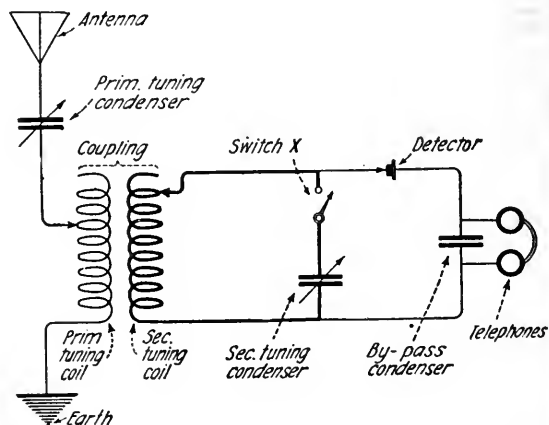 Antenna
Prim. tuning
condenser
Coupling
Switch X
Detector
Prim
tuning
coil
Sec.
tuning
coil
Sec. tuning
condenser
By-pass
condenser
Telephones
Earth